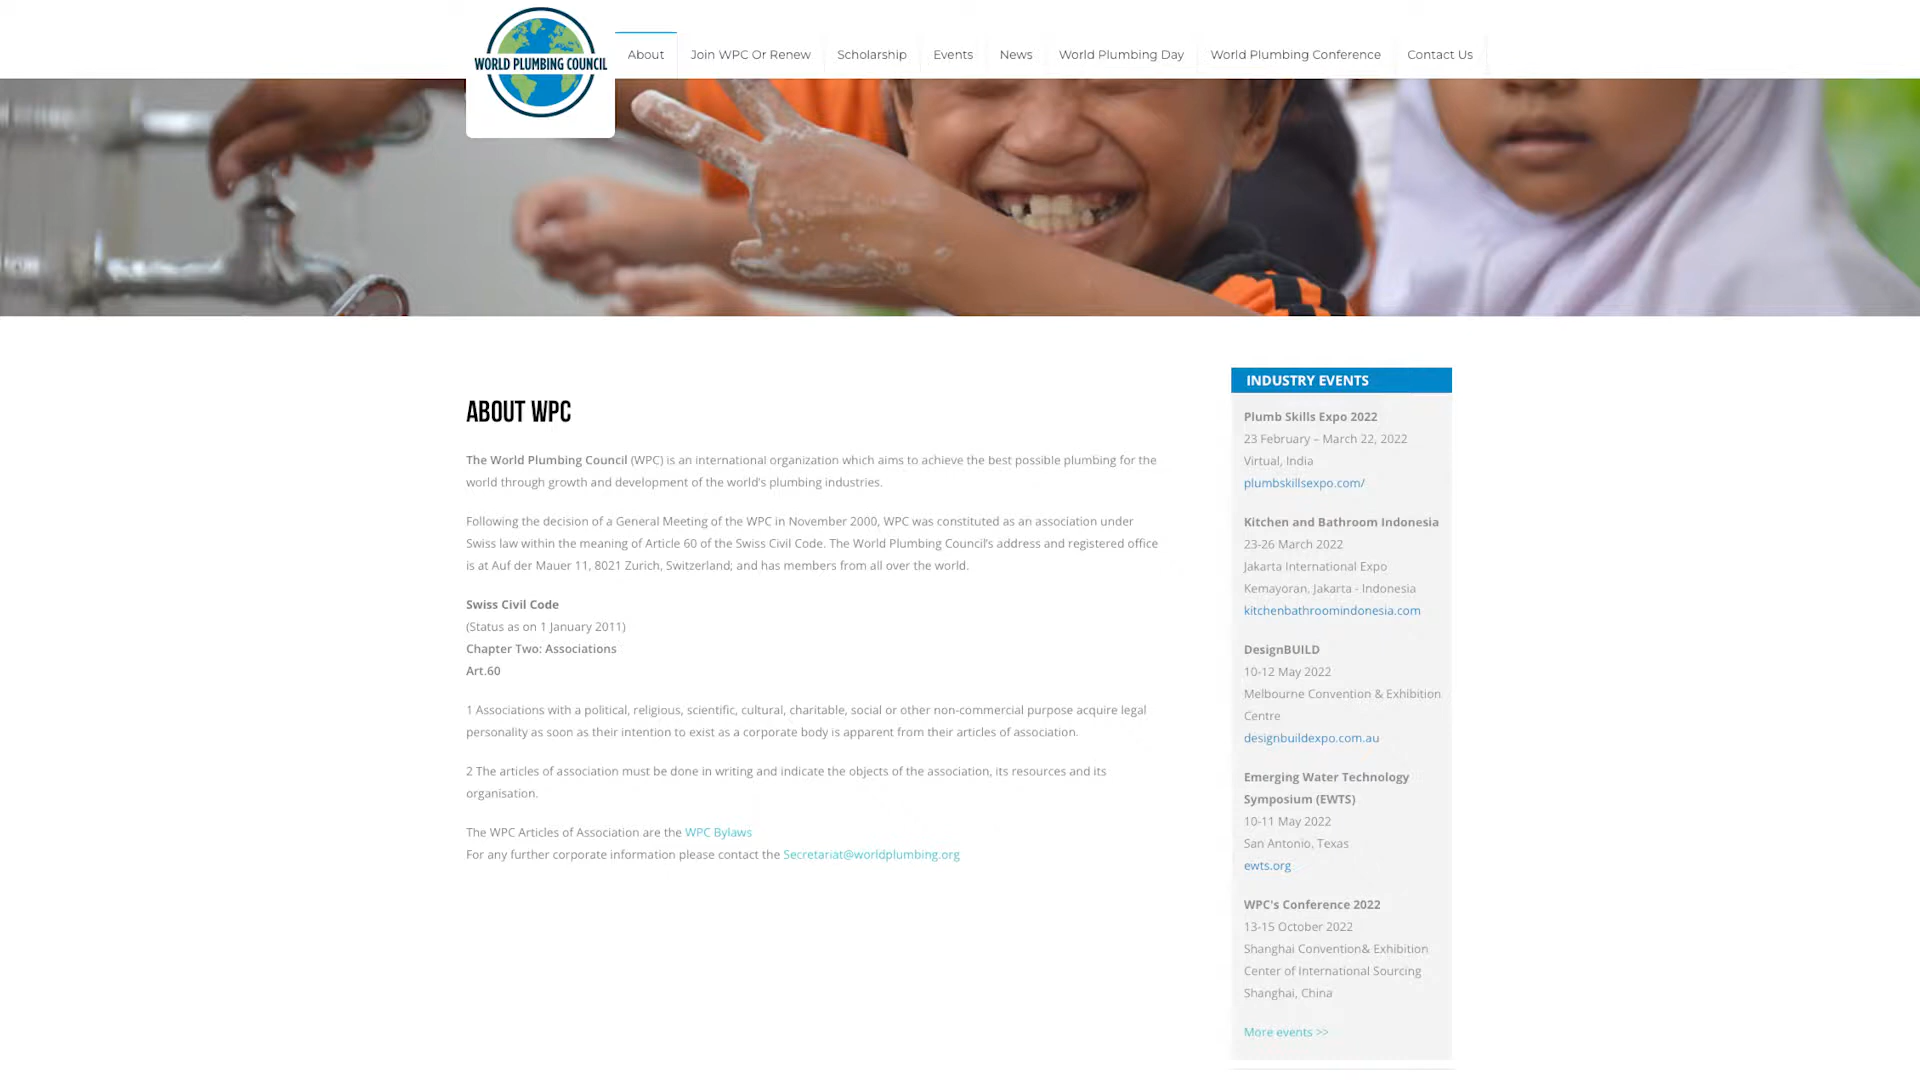 WORLD PLUMBING COUNCIL
About
Join WPC Or Renew
Scholarship
Events
News
World Plumbing Day
World Plumbing Conference
Contact Us
ABOUT WPC
The World Plumbing Council (WPC) is an international organization which aims to achieve the best possible plumbing for the
world through growth and development of the world's plumbing industries.
Following the decision of a General Meeting of the WPC in November 2000, WPC was constituted as an association under
Swiss law within the meaning of Article 60 of the Swiss Civil Code. The World Plumbing Council's address and registered office
is at Auf der Mauer 11, 8021 Zurich, Switzerland; and has members from all over the world.
Swiss Civil Code
(Status as on 1 January 2011)
Chapter Two: Associations
Art.60
1 Associations with a political, religious, scientific, cultural, charitable, social or other non-commercial purpose acquire legal
personality as soon as their intention to exist as a corporate body is apparent from their articles of association.
2 The articles of association must be done in writing and indicate the objects of the association, its resources and its
organisation.
The WPC Articles of Association are the WPC Bylaws
For any further corporate information please contact the Secretariat@worldplumbing.org
INDUSTRY EVENTS
Plumb Skills Expo 2022
23 February – March 22, 2022
Virtual, India
plumbskillsexpo.com/
Kitchen and Bathroom Indonesia
23-26 March 2022
Jakarta International Expo
Kemayoran, Jakarta - Indonesia
kitchenbathroomindonesia.com
DesignBUILD
10-12 May 2022
Melbourne Convention & Exhibition
Centre
designbuildexpo.com.au
Emerging Water Technology
Symposium (EWTS)
10-11 May 2022
San Antonio, Texas
ewts.org
WPC's Conference 2022
13-15 October 2022
Shanghai Convention& Exhibition
Center of International Sourcing
Shanghai, China
More events >>